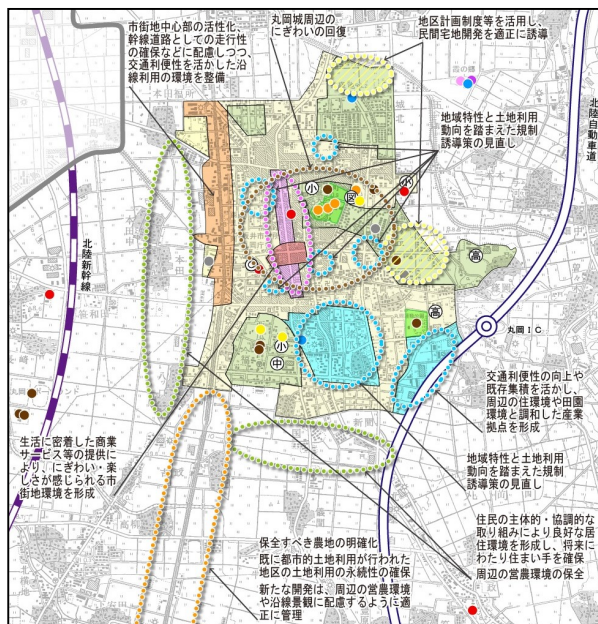 市街地中心部の活性化、
幹線道路としての走行性
の確保などに配慮しつつ、
交通利便性を活かした沿
線利用の環境を整備
丸岡城周辺の
にぎわいの回復
地区計画制度等を活用し、
民間宅地開発を適正に誘導
北陸自動車道
地域特性と土地利用
動向を踏まえた規制
誘導策の見直し
小
小
区
北陸新幹線
高
高
丸岡IC
小
中
交通利便性の向上や
既存集積を活かし、
周辺の住環境や田園
環境と調和した産業
拠点を形成
生活に密着した商業
サービス等の提供に
より、にぎわい・楽
しさが感じられる市
街地環境を形成
地域特性と土地利用
動向を踏まえた規制
誘導策の見直し
保全すべき農地の明確化
既に都市的土地利用が行われた
地区の土地利用の永続性の確保
新たな開発は、周辺の営農環境
や沿線景観に配慮するように適
正に管理
住民の主体的・協調的な
取り組みにより良好な居
住環境を形成し、将来に
わたり住まい手を確保
周辺の営農環境の保全